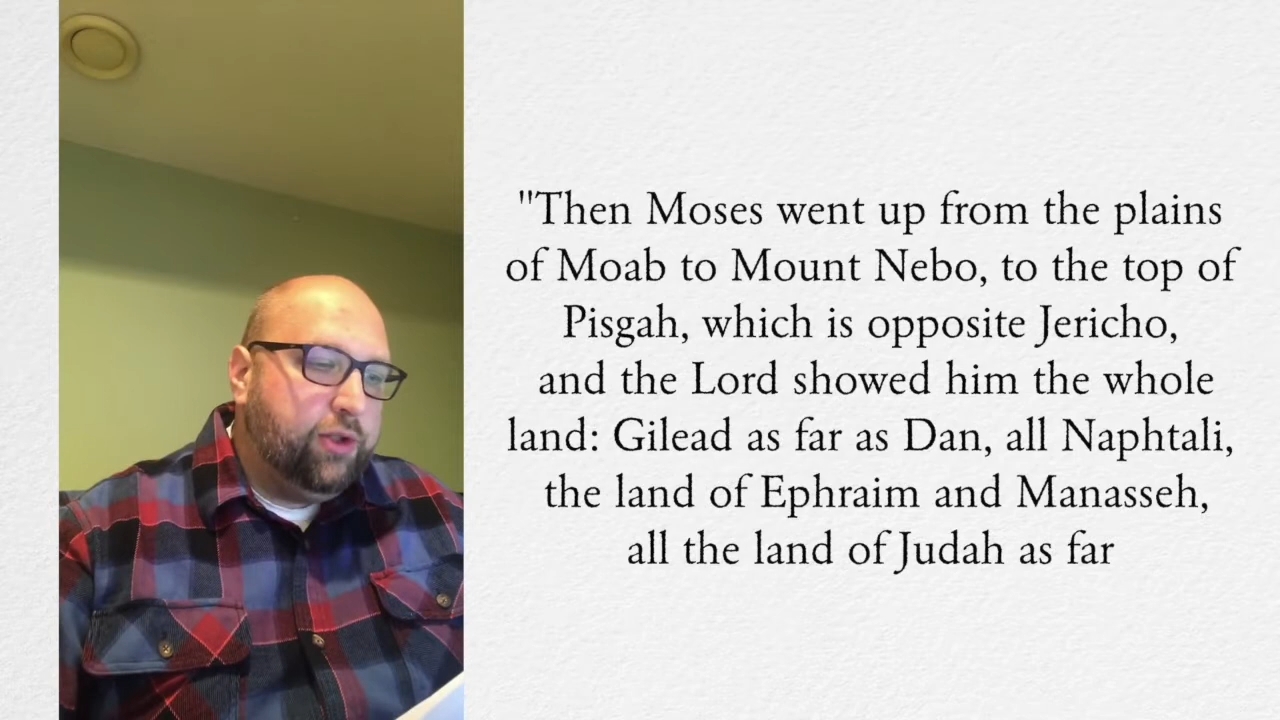 "Then Moses went up from the plains
of Moab to Mount Nebo, to the top of
Pisgah, which is opposite Jericho,
and the Lord showed him the whole
land: Gilead as far as Dan, all Naphtali,
the land of Ephraim and Manasseh,
all the land of Judah as far